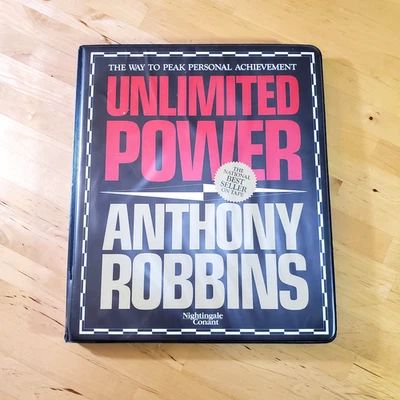 THE WAY TO PEAK PERSONAL ACHIEVEMENT
UNLIMITED
POWER
THE
NATIONAL
BEST
SELLER
ON TAPE
ANTHONY
ROBBINS
Nightingale
Conant